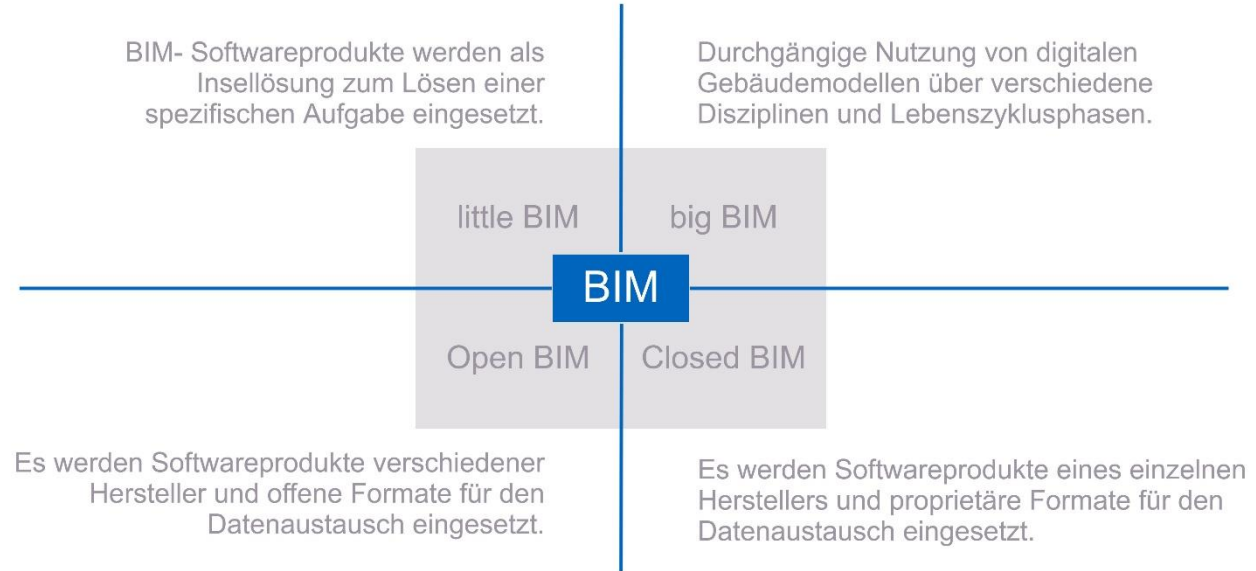 BIM- Softwareprodukte werden als
Insellösung zum Lösen einer
spezifischen Aufgabe eingesetzt.
Durchgängige Nutzung von digitalen
Gebäudemodellen über verschiedene
Disziplinen und Lebenszyklusphasen.
little BIM
big BIM
BIM
Open BIM
Closed BIM
Es werden Softwareprodukte verschiedener
Hersteller und offene Formate für den
Datenaustausch eingesetzt.
Es werden Softwareprodukte eines einzelnen
Herstellers und proprietäre Formate für den
Datenaustausch eingesetzt.